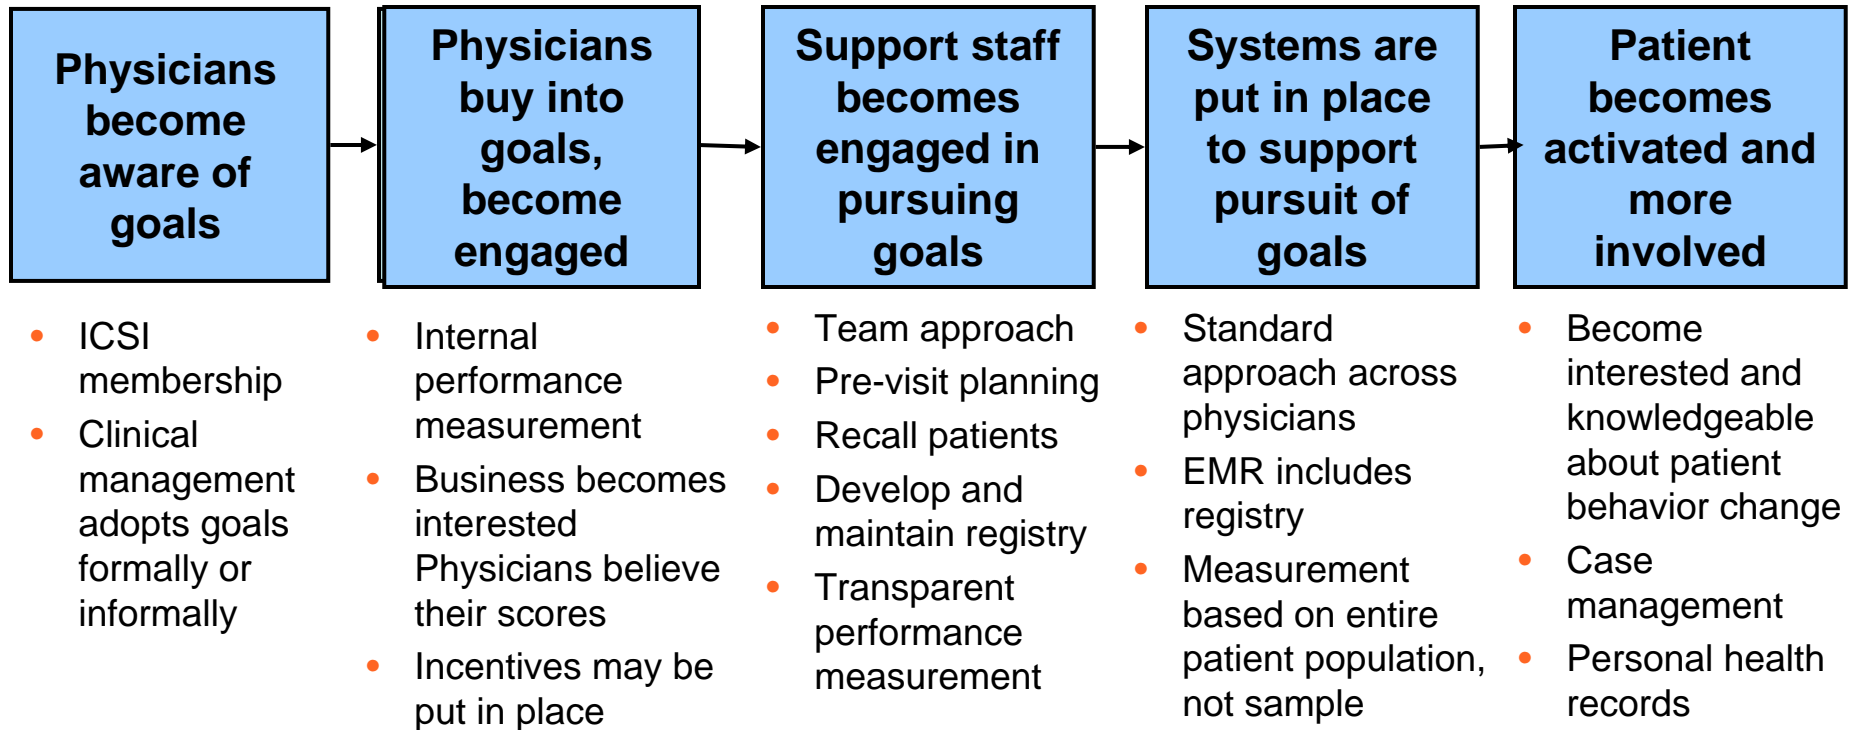 Physicians
become
aware of
goals
Physicians
buy into
goals,
become
engaged
Support staff
becomes
engaged in
pursuing
goals
Systems are
put in place
to support
pursuit of
goals
Patient
becomes
activated and
more
involved
• ICSI
membership
• Clinical
management
adopts goals
formally or
informally
• Internal
performance
measurement
• Business becomes
interested
Physicians believe
their scores
• Incentives may be
put in place
• Team approach
• Pre-visit planning
• Recall patients
• Develop and
maintain registry
• Transparent
performance
measurement
• Standard
approach across
physicians
• EMR includes
registry
• Measurement
based on entire
patient population,
not sample
• Become
interested and
knowledgeable
about patient
behavior change
• Case
management
• Personal health
records